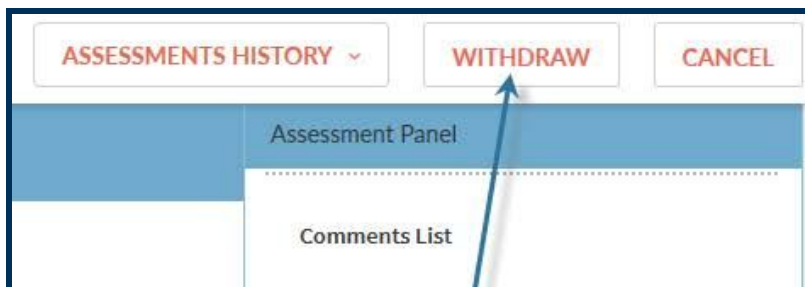 ASSESSMENTS HISTORY WITHDRAW CANCEL
Assessment Panel
Comments List